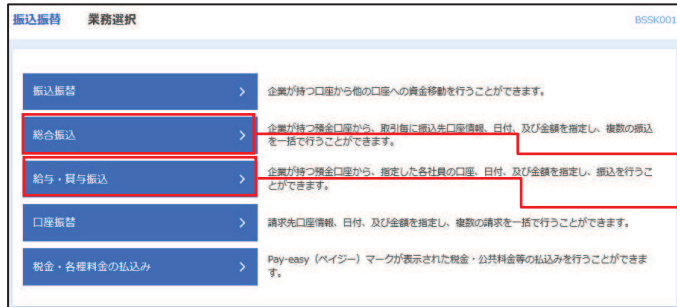 振込振替 業務選択 BSSK001
振込振替 > 企業が持つ口座から他の口座への資金移動を行うことができます。
総合振込 > 企業が持つ預金口座から、取引毎に振込先口座情報、日付、及び金額を指定し、複数の振込
を一括で行うことができます。
給与・賞与振込 > 企業が持つ預金口座から、指定した各社員の口座、日付、及び金額を指定し、振込を行うこ
とができます。
口座振替 > 請求先口座情報、日付、及び金額を指定し、複数の請求を一括で行うことができます。
税金・各種料金の払込み > Pay-easy（ペイジー）マークが表示された税金・公共料金等の払込みを行うことができま
す。